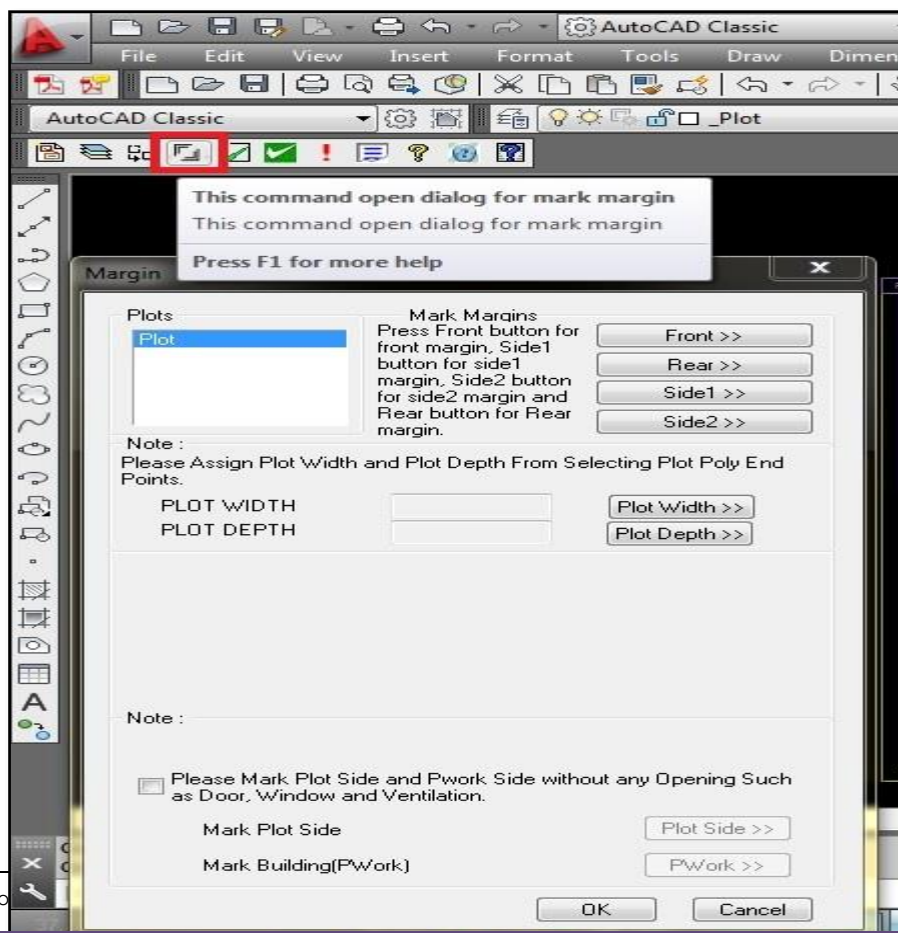 AutoCAD Classic
File Edit View Insert Format Tools Draw Dimen
AutoCAD Classic
_Plot
This command open dialog for mark margin
This command open dialog for mark margin
Press F1 for more help
Margin
Plots
Plot
Mark Margins
Press Front button for
front margin, Side1
button for side1
margin, Side2 button
for side2 margin and
Rear button for Rear
margin.
Front >>
Rear >>
Side1 >>
Side2 >>
Note :
Please Assign Plot Width and Plot Depth From Selecting Plot Poly End
Points.
PLOT WIDTH
Plot Width >>
PLOT DEPTH
Plot Depth >>
Note :
Please Mark Plot Side and Pwork Side without any Opening Such
as Door, Window and Ventilation.
Mark Plot Side
Plot Side >>
Mark Building(PWork)
PWork >>
OK
Cancel